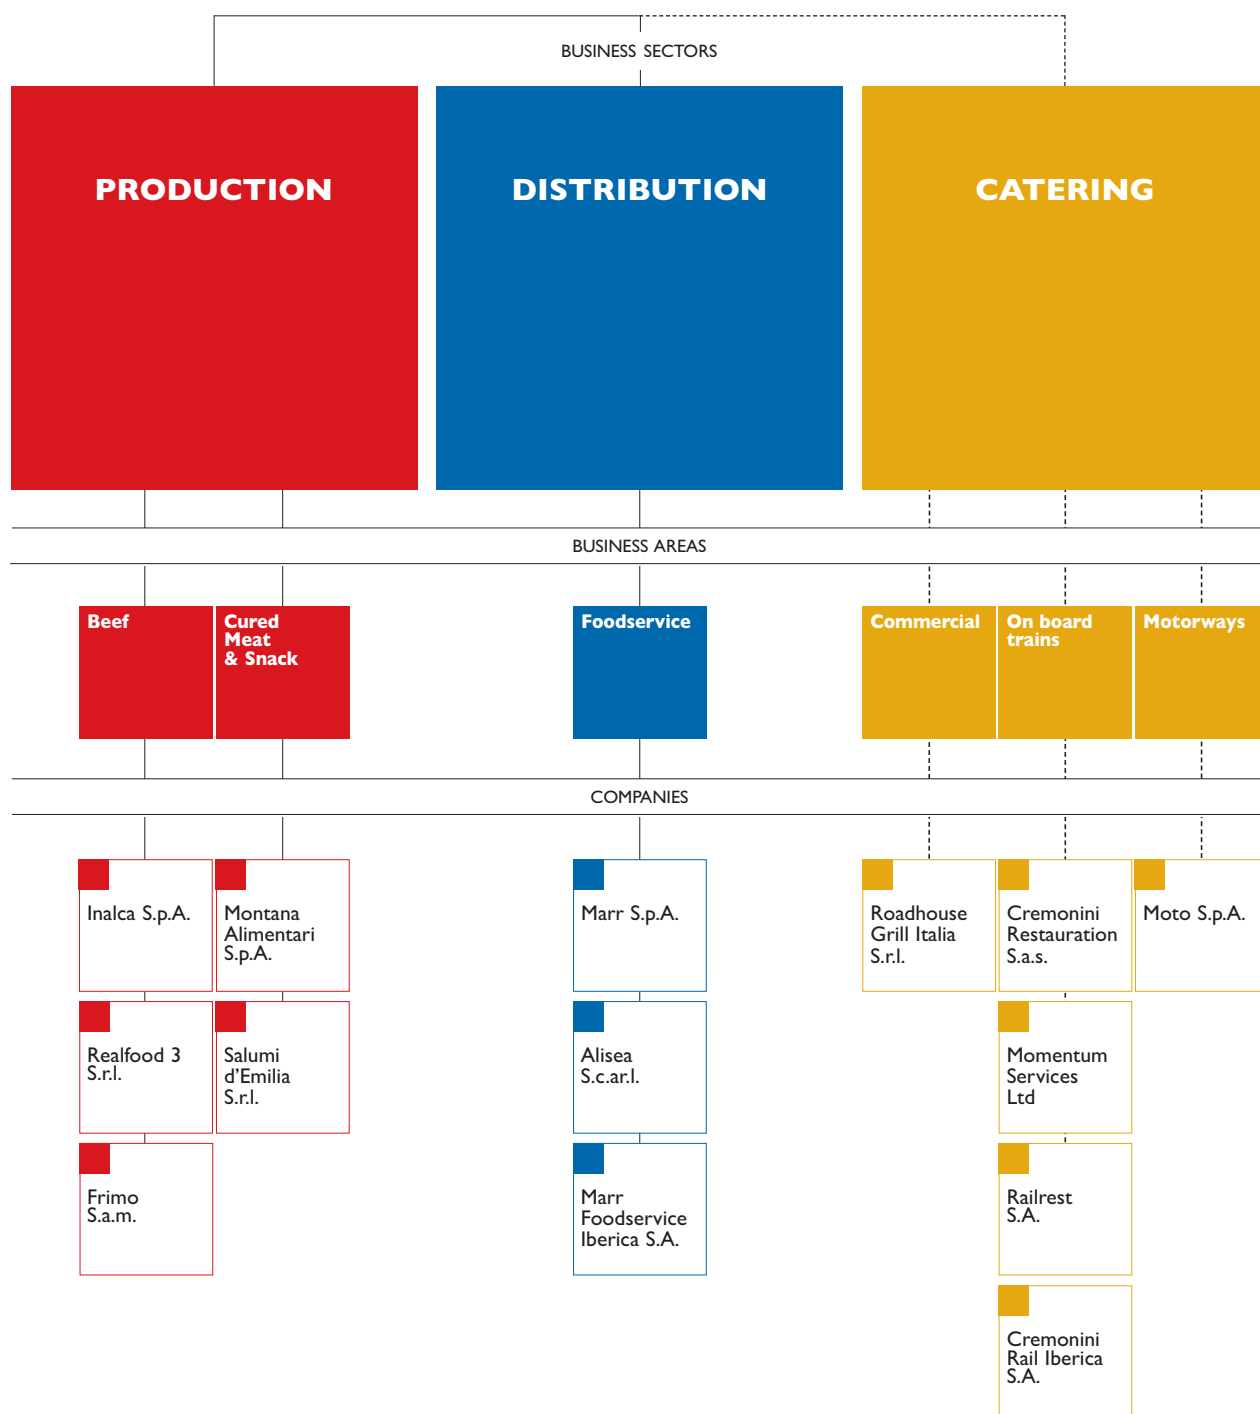 BUSINESS SECTORS
PRODUCTION
DISTRIBUTION
CATERING
BUSINESS AREAS
Beef
Cured
Meat
& Snack
Foodservice
Commercial
On board
trains
Motorways
COMPANIES
Inalca S.p.A.
Montana
Alimentari
S.p.A.
Marr S.p.A.
Roadhouse
Grill Italia
S.r.l.
Cremonini
Restauration
S.a.s.
Moto S.p.A.
Realfood 3
S.r.l.
Salumi
d'Emilia
S.r.l.
Alisea
S.c.ar.l.
Momentum
Services
Ltd
Frimo
S.a.m.
Marr
Foodservice
Iberica S.A.
Railrest
S.A.
Cremonini
Rail Iberica
S.A.